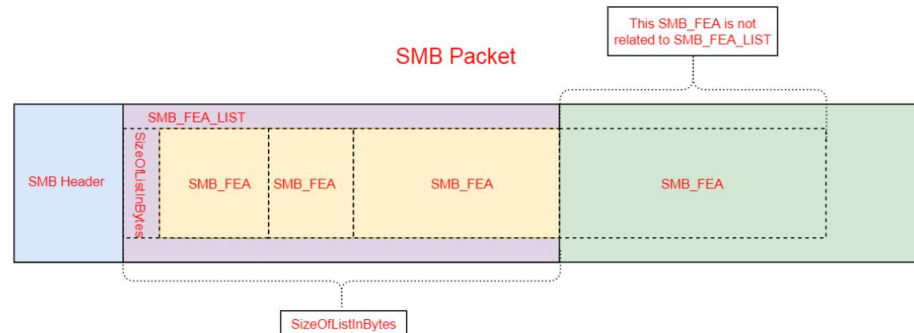 This SMB_FEA is not
related to SMB_FEA_LIST
SMB Packet
SMB_FEA_LIST
SMB Header
SizeOfListInBytes
SMB_FEA
SMB_FEA
SMB_FEA
SMB_FEA
SizeOfListInBytes